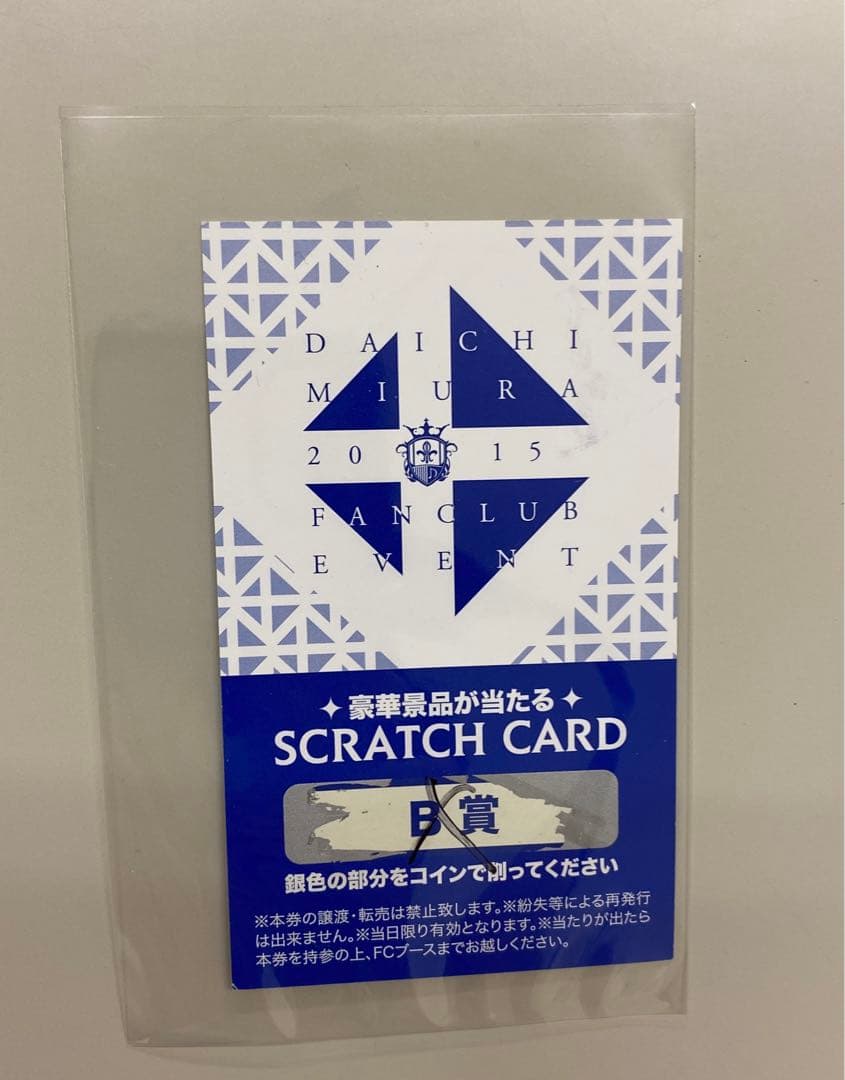 DAICHI
MIURA
2015
FANCLUB
EVENT
豪華景品が当たる
SCRATCH CARD
B賞
銀色の部分をコインで削ってください
※本券の譲渡・転売は禁止致します。※紛失等による再発行
は出来ません。※当日限り有効となります。※当たりが出たら
本券を持参の上、FCブースまでお越しください。